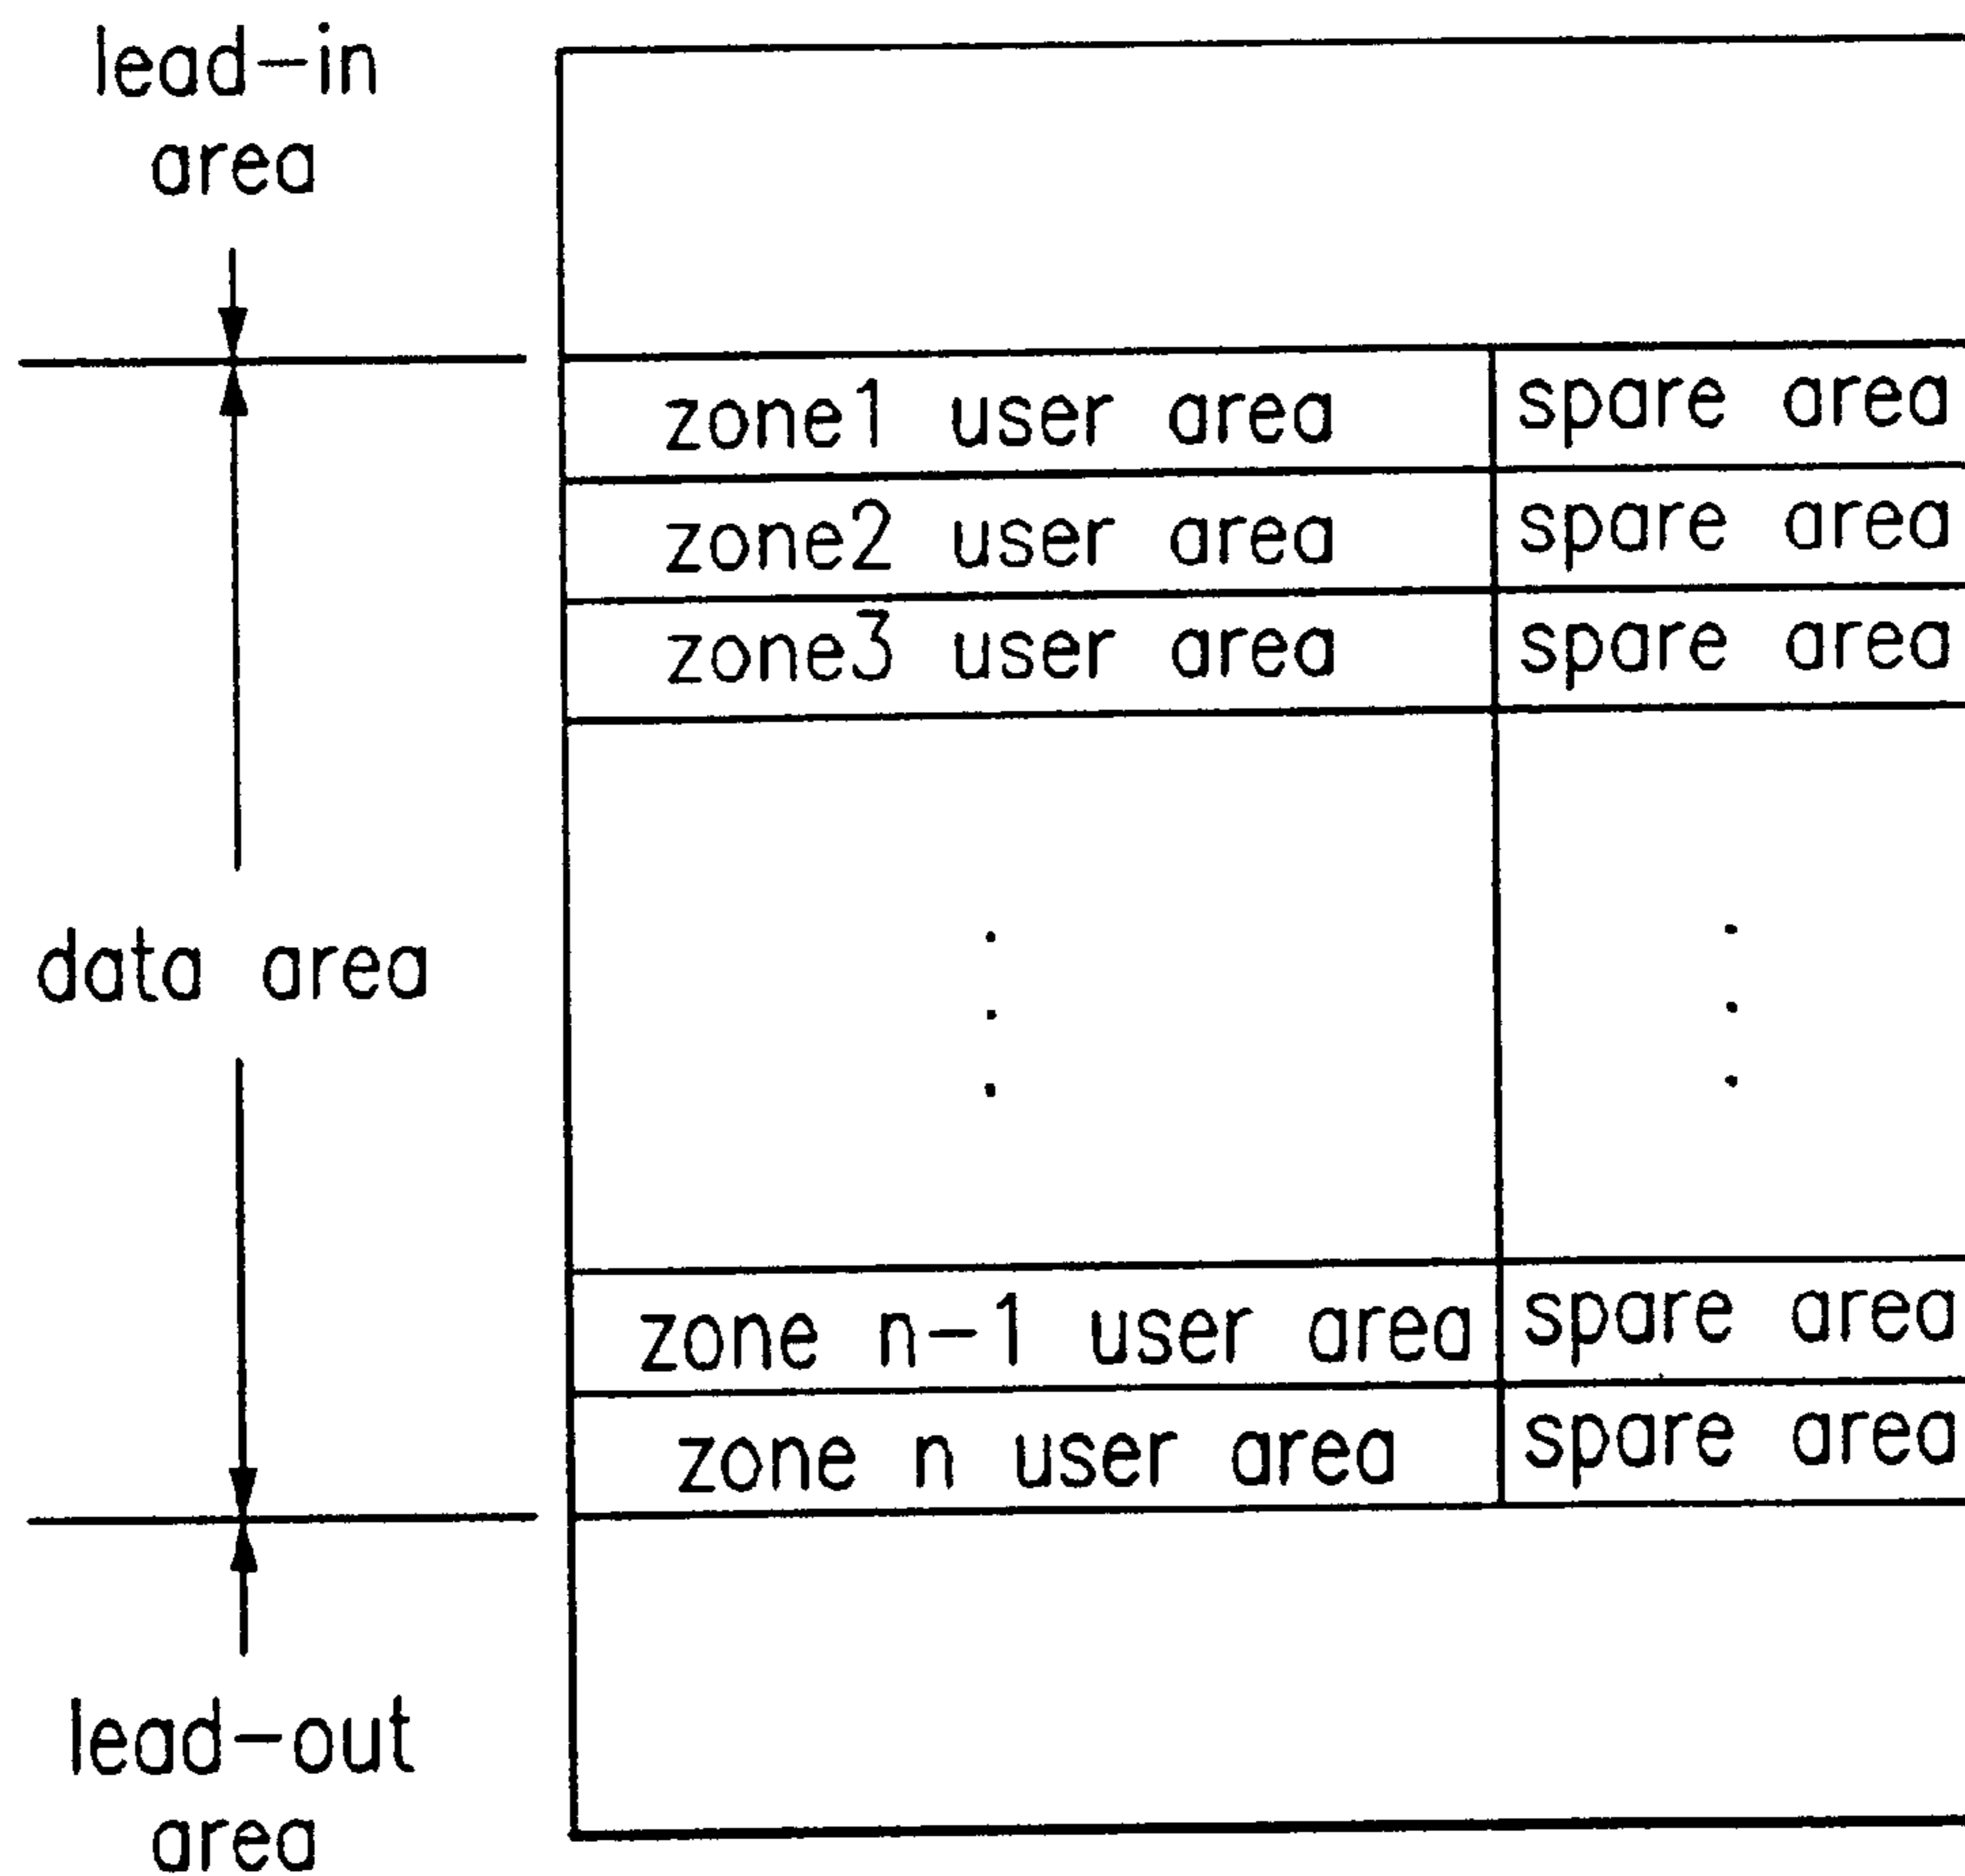 lead-in
area
zone1 user area spare area
zone2 user area spare area
zone3 user area spare area
data area
zone n-1 user area spare area
zone n user area spare area
lead-out
area